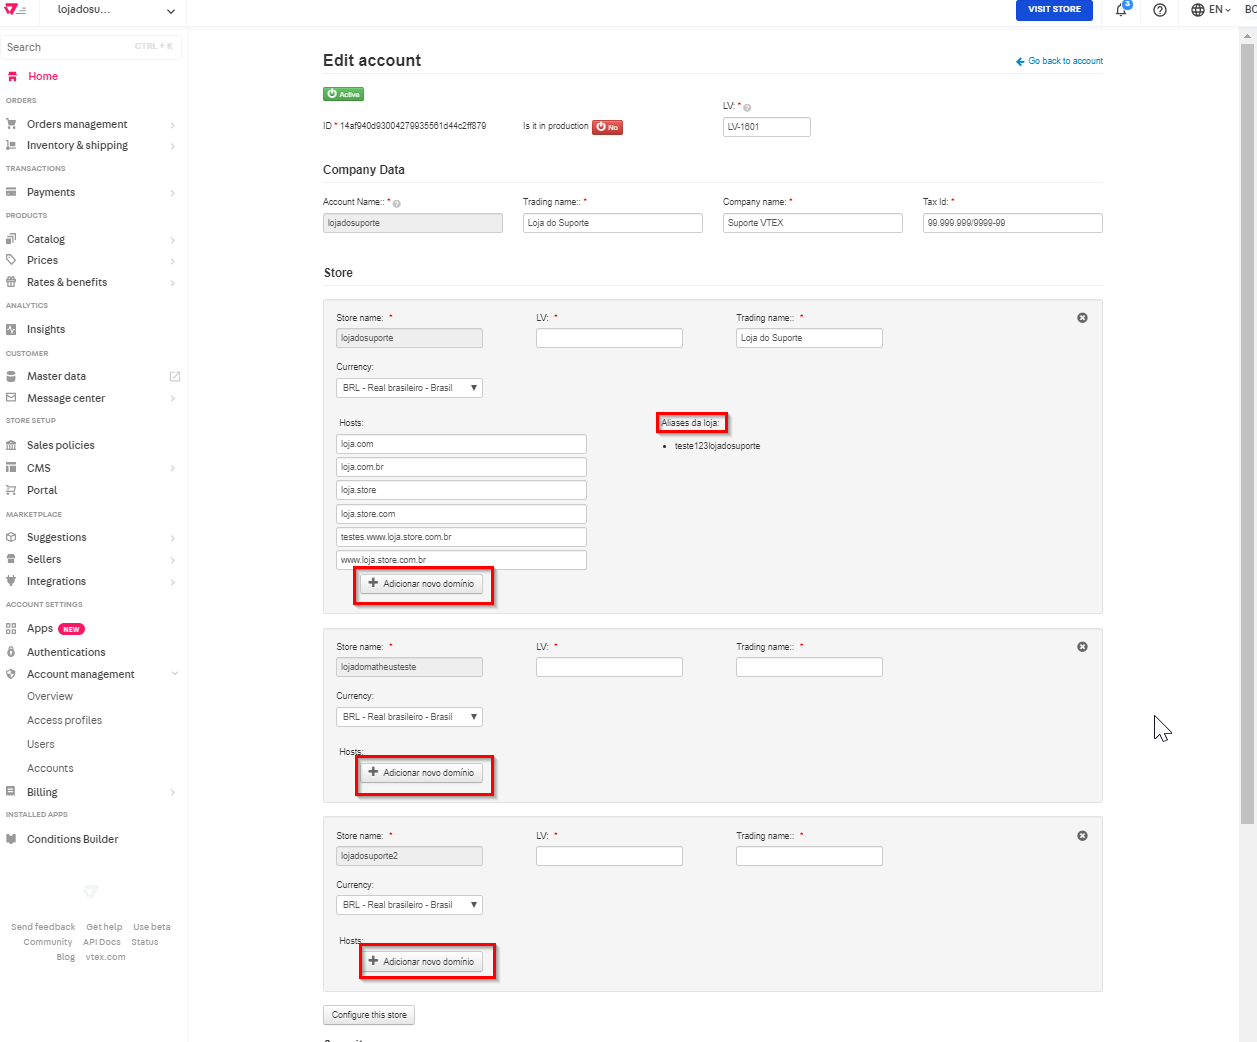 lojadosu...
VISIT STORE
3
EN
BO
Search
CTRL + K
Home
ORDERS
Orders management
Inventory & shipping
TRANSACTIONS
Payments
PRODUCTS
Catalog
Prices
Rates & benefits
ANALYTICS
Insights
CUSTOMER
Master data
Message center
STORE SETUP
Sales policies
CMS
Portal
MARKETPLACE
Suggestions
Sellers
Integrations
ACCOUNT SETTINGS
Apps NEW
Authentications
Account management
Overview
Access profiles
Users
Accounts
Billing
INSTALLED APPS
Conditions Builder
Send feedback Get help Use beta
Community API Docs Status
Blog vtex.com
Edit account
Go back to account
Active
LV: *
ID * 14af940d93004279935561d44c2ff879
Is it in production No
LV-1601
Company Data
Account Name:: * Trading name:: * Company name: * Tax Id: *
lojadosuporte Loja do Suporte Suporte VTEX 99.999.999/9999-99
Store
Store name: * LV: * Trading name:: *
lojadosuporte Loja do Suporte
Currency:
BRL - Real brasileiro - Brasil
Hosts: Aliases da loja:
loja.com
teste123lojadosuporte
loja.com.br
loja.store
loja.store.com
testes.www.loja.store.com.br
www.loja.store.com.br
Adicionar novo domínio
Store name: * LV: * Trading name:: *
lojadomatheusteste
Currency:
BRL - Real brasileiro - Brasil
Hosts:
Adicionar novo domínio
Store name: * LV: * Trading name:: *
lojadosuporte2
Currency:
BRL - Real brasileiro - Brasil
Hosts:
Adicionar novo domínio
Configure this store